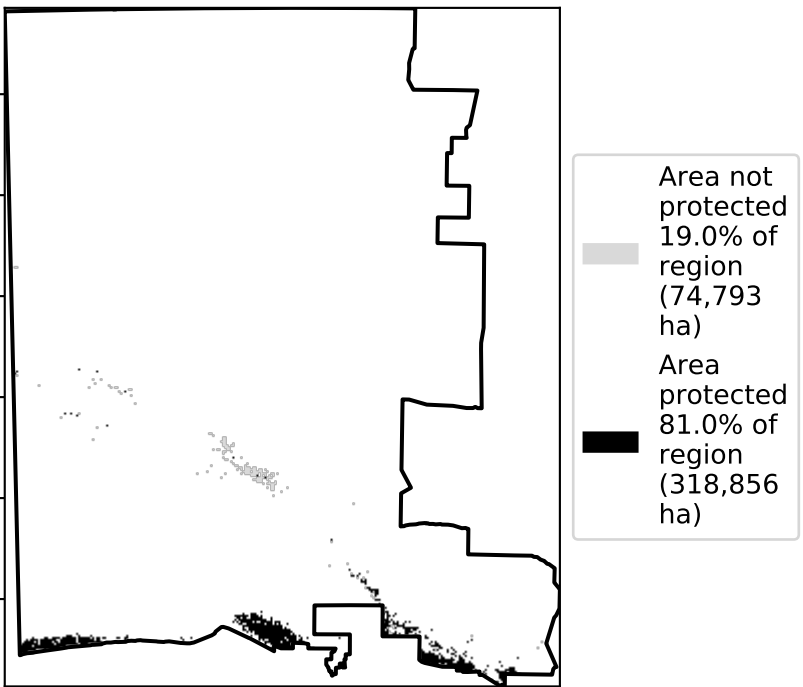 Area not
protected
19.0% of
region
(74,793
ha)
Area
protected
81.0% of
region
(318,856
ha)